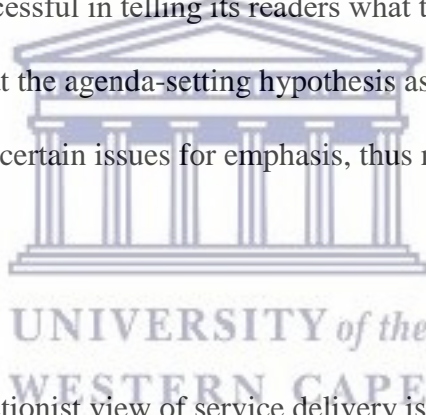 cessful in telling its readers what t
t the agenda-setting hypothesis as
certain issues for emphasis, thus
UNIVERSITY of the
WESTERN CAPE
tionist view of service delivery is